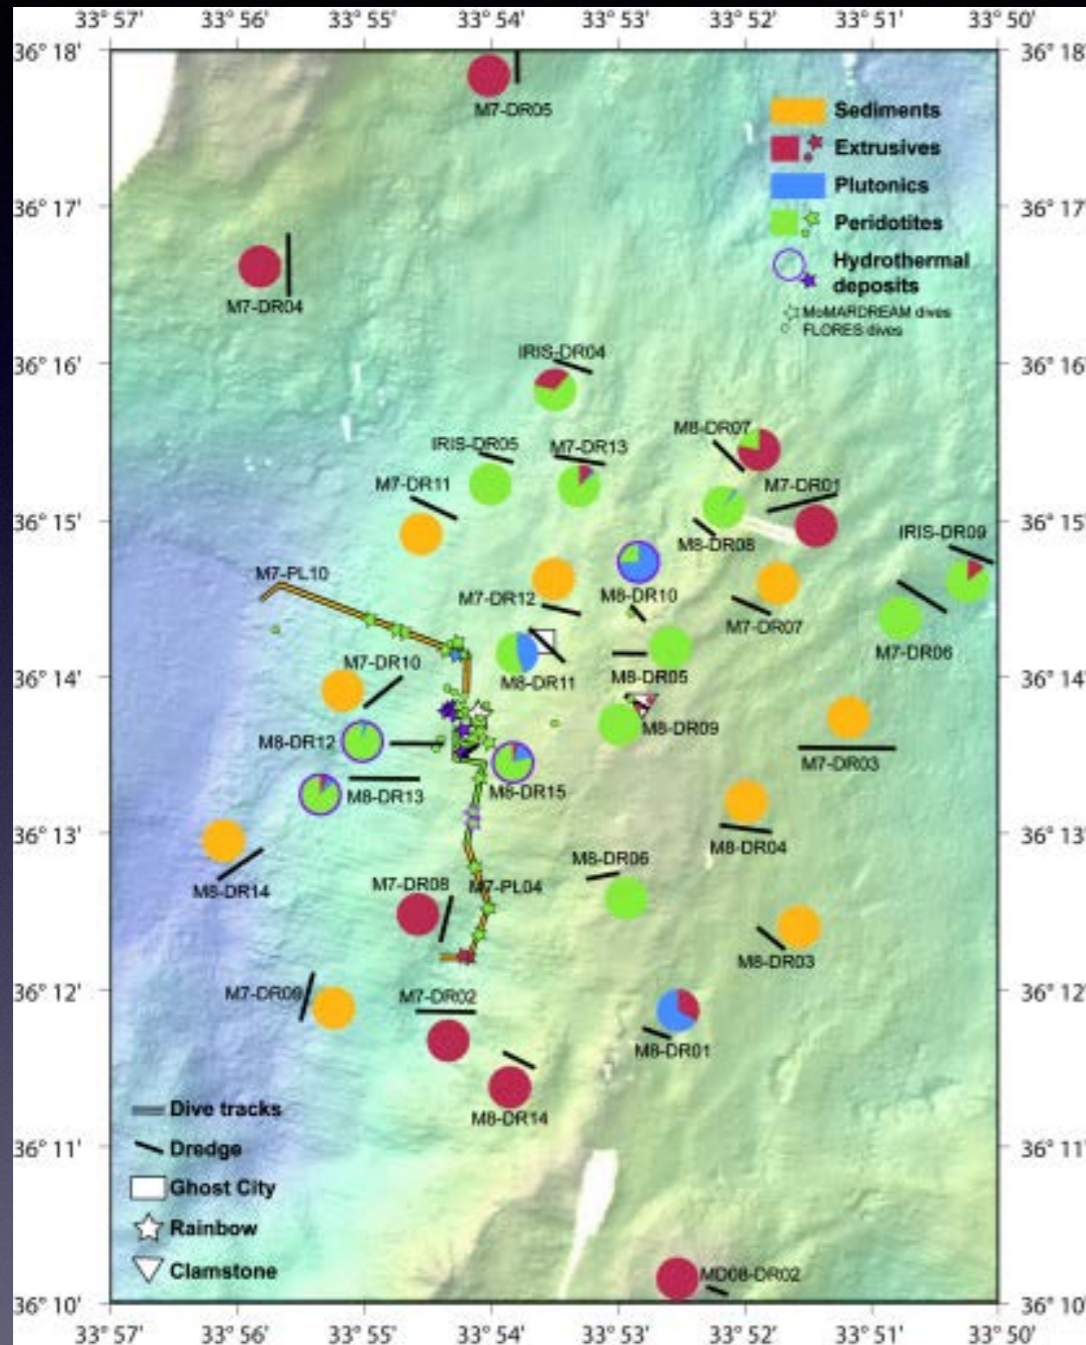 33° 57' 33° 56' 33° 55' 33° 54' 33° 53' 33° 52' 33° 51' 33° 50'
36° 18' 36° 18'
M7-DR05
Sediments
Extrusives
Plutonics
Peridotites
Hydrothermal
deposits
MoMARDREAM dives
FLORES dives
36° 17' 36° 17'
M7-DR04
36° 16' 36° 16'
IRIS-DR04
M8-DR07
IRIS-DR05 M7-DR13
M7-DR11 M7-DR01
36° 15' 36° 15'
IRIS-DR09
M8-DR08
M7-PL10
M7-DR12 M8-DR10
M7-DR07
M7-DR06
36° 14' 36° 14'
M7-DR10 M8-DR11 M8-DR05
M8-DR12 M8-DR09
M7-DR03
M8-DR13 M8-DR15
36° 13' 36° 13'
M8-DR04
M8-DR14 M7-DR08 M7-PL04 M8-DR06
M8-DR03
36° 12' 36° 12'
M7-DR09 M7-DR02
M8-DR01
M8-DR14
36° 11' 36° 11'
Dive tracks
Dredge
Ghost City
Rainbow
Clamstone
MD08-DR02
36° 10' 36° 10'
33° 57' 33° 56' 33° 55' 33° 54' 33° 53' 33° 52' 33° 51' 33° 50'